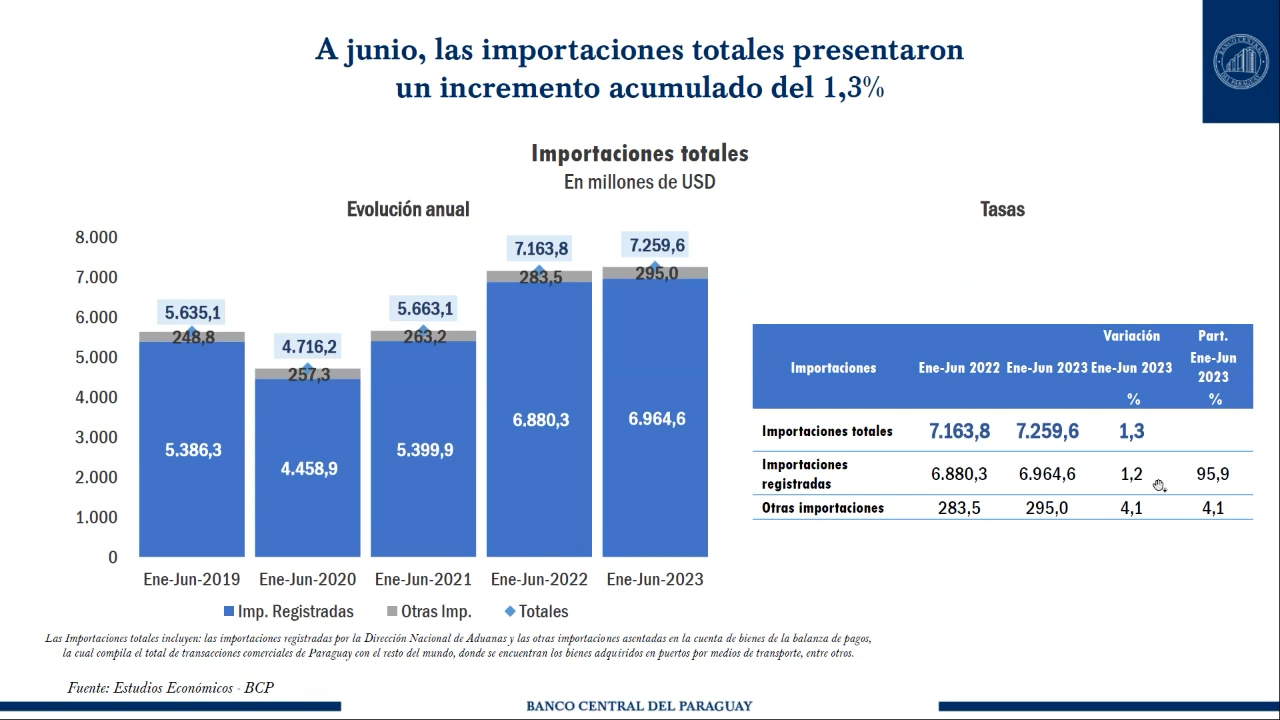 A junio, las importaciones totales presentaron
un incremento acumulado del 1,3%
BANCO CENTRAL
DEL PARAGUAY
Importaciones totales
En millones de USD
Evolución anual
8.000
7.000
6.000
5.000
4.000
3.000
2.000
1.000
0
5.635,1
248,8
5.386,3
4.716,2
257,3
4.458,9
5.663,1
263,2
5.399,9
7.163,8
283,5
6.880,3
7.259,6
295,0
6.964,6
Ene-Jun-2019 Ene-Jun-2020 Ene-Jun-2021 Ene-Jun-2022 Ene-Jun-2023
Imp. Registradas Otras Imp. Totales
Tasas
Variación Part.
Importaciones Ene-Jun 2022 Ene-Jun 2023 Ene-Jun 2023 Ene-Jun 2023
% %
Importaciones totales 7.163,8 7.259,6 1,3
Importaciones registradas 6.880,3 6.964,6 1,2 95,9
Otras importaciones 283,5 295,0 4,1 4,1
Las Importaciones totales incluyen: las importaciones registradas por la Dirección Nacional de Aduanas y las otras importaciones asentadas en la cuenta de bienes de la balanza de pagos,
la cual compila el total de transacciones comerciales de Paraguay con el resto del mundo, donde se encuentran los bienes adquiridos en puertos por medios de transporte, entre otros.
Fuente: Estudios Económicos - BCP
BANCO CENTRAL DEL PARAGUAY